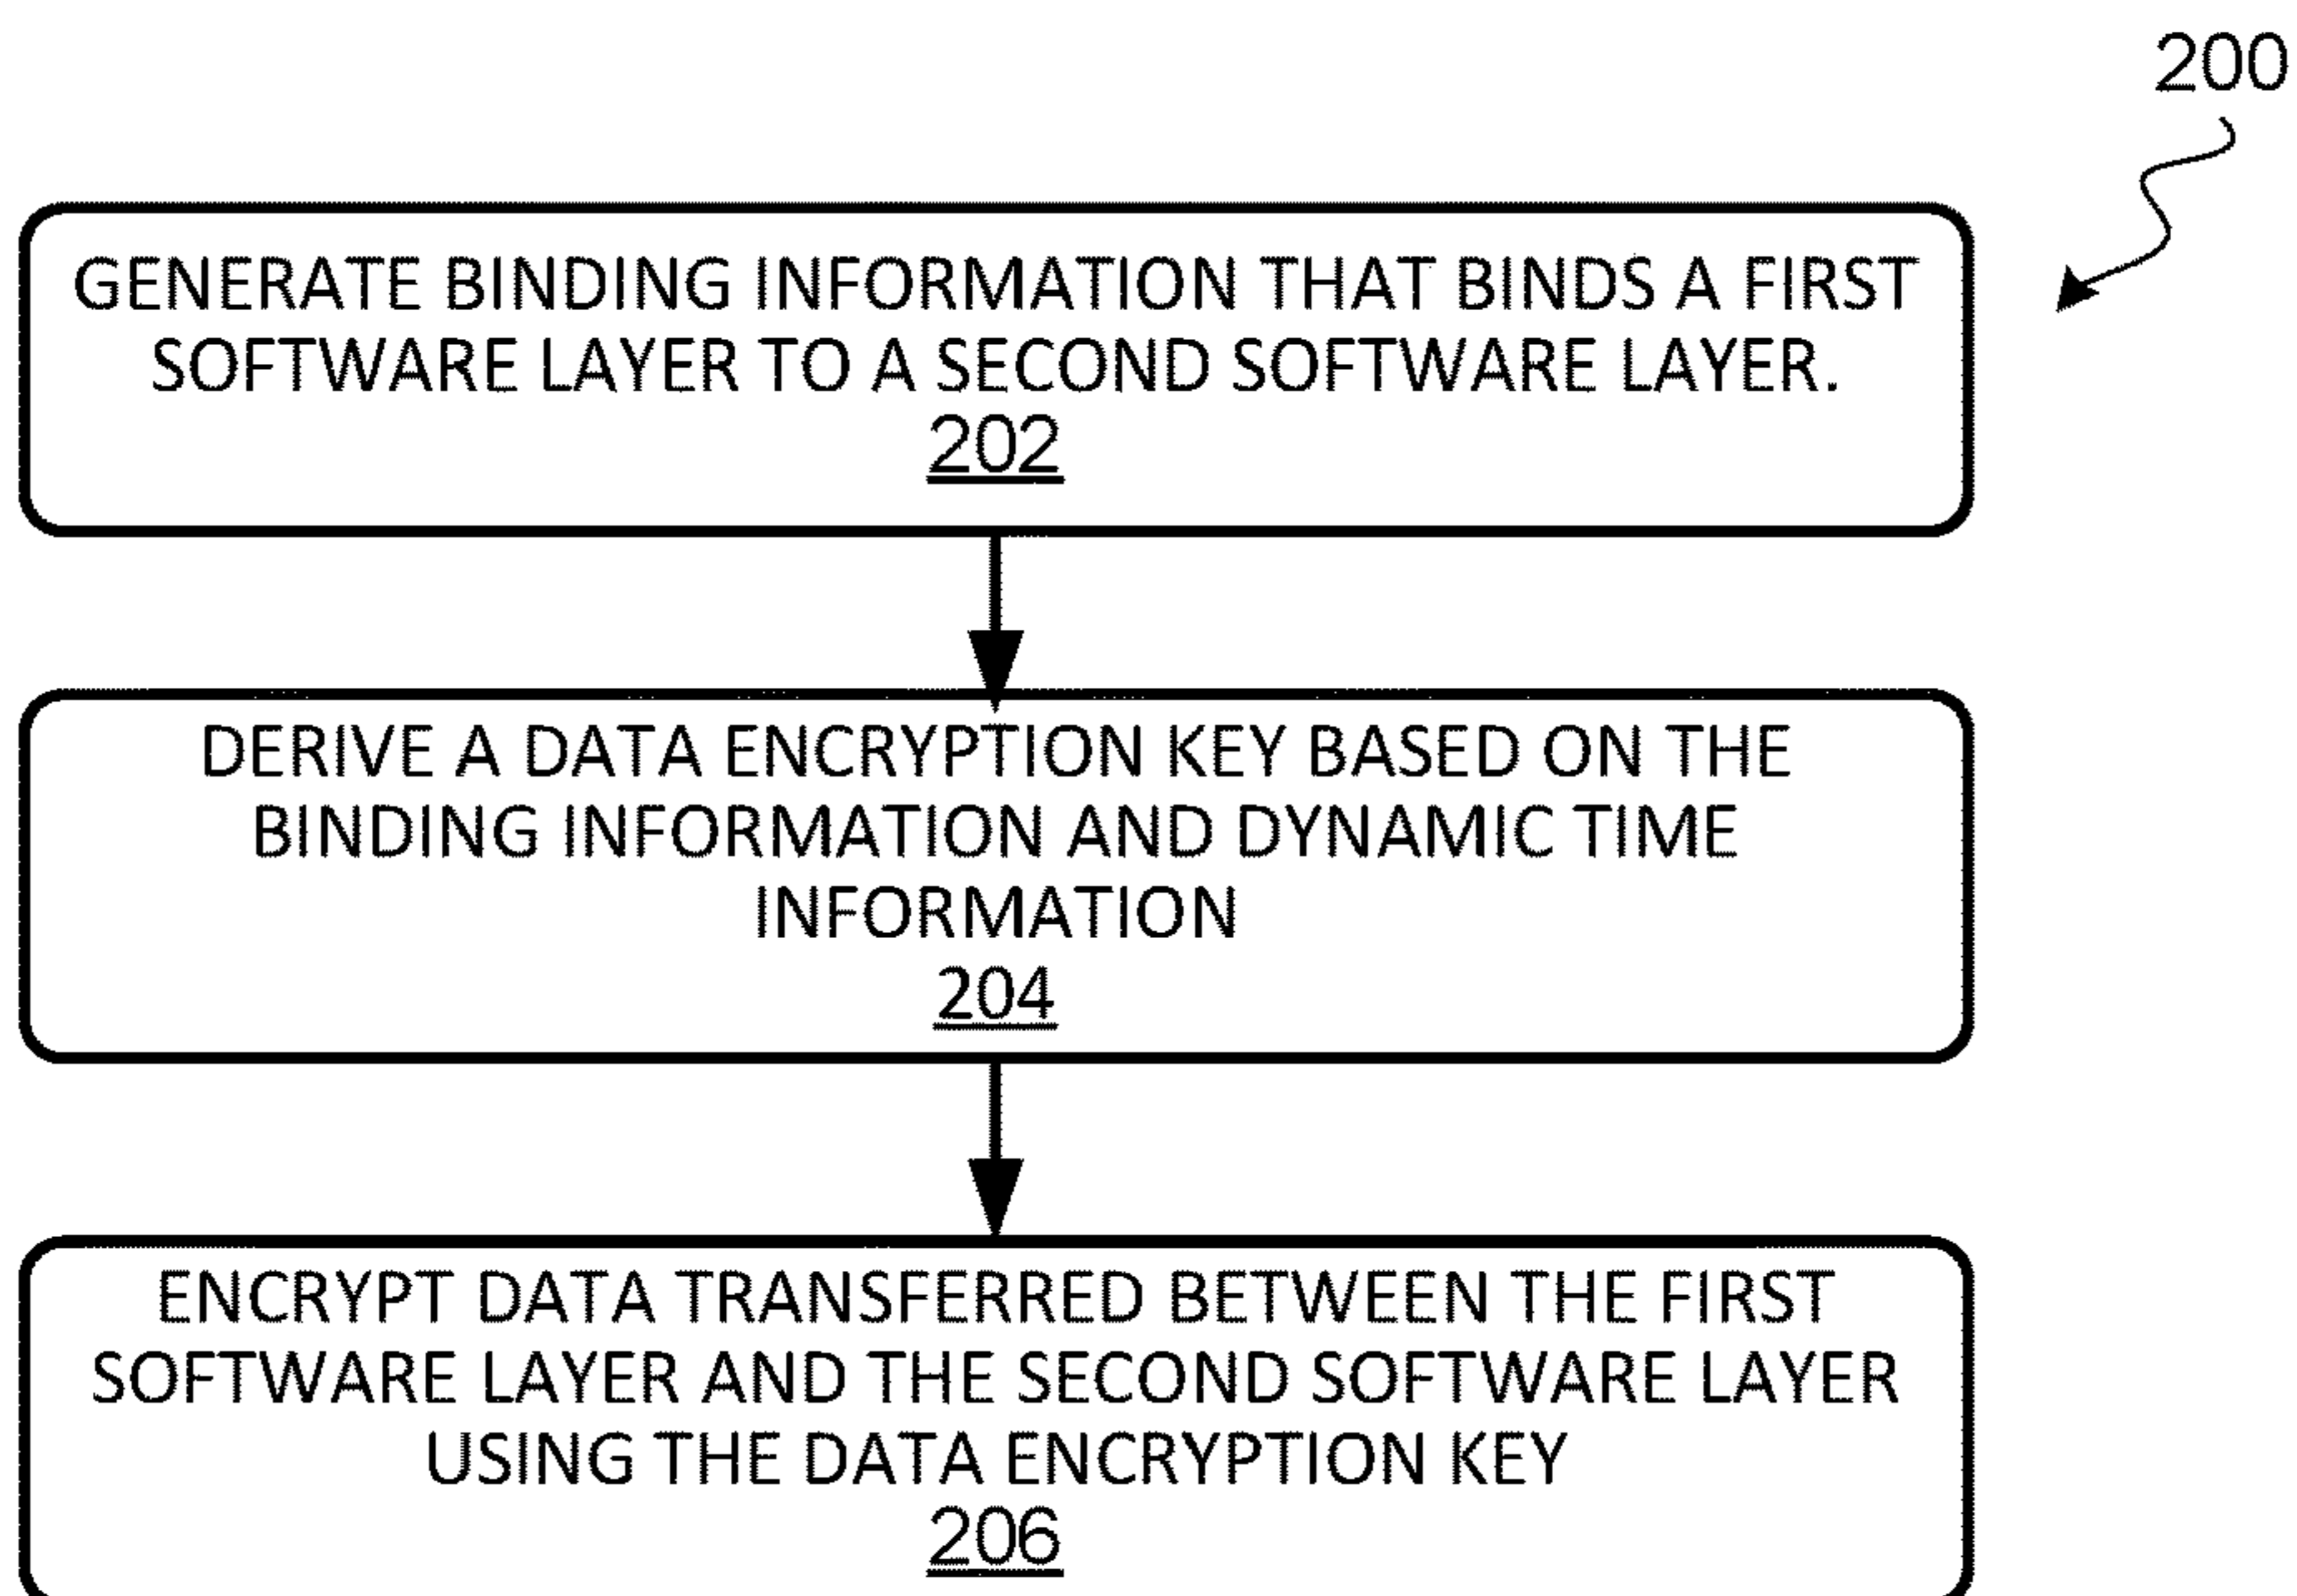 200
GENERATE BINDING INFORMATION THAT BINDS A FIRST
SOFTWARE LAYER TO A SECOND SOFTWARE LAYER.
202
DERIVE A DATA ENCRYPTION KEY BASED ON THE
BINDING INFORMATION AND DYNAMIC TIME
INFORMATION
204
ENCRYPT DATA TRANSFERRED BETWEEN THE FIRST
SOFTWARE LAYER AND THE SECOND SOFTWARE LAYER
USING THE DATA ENCRYPTION KEY
206